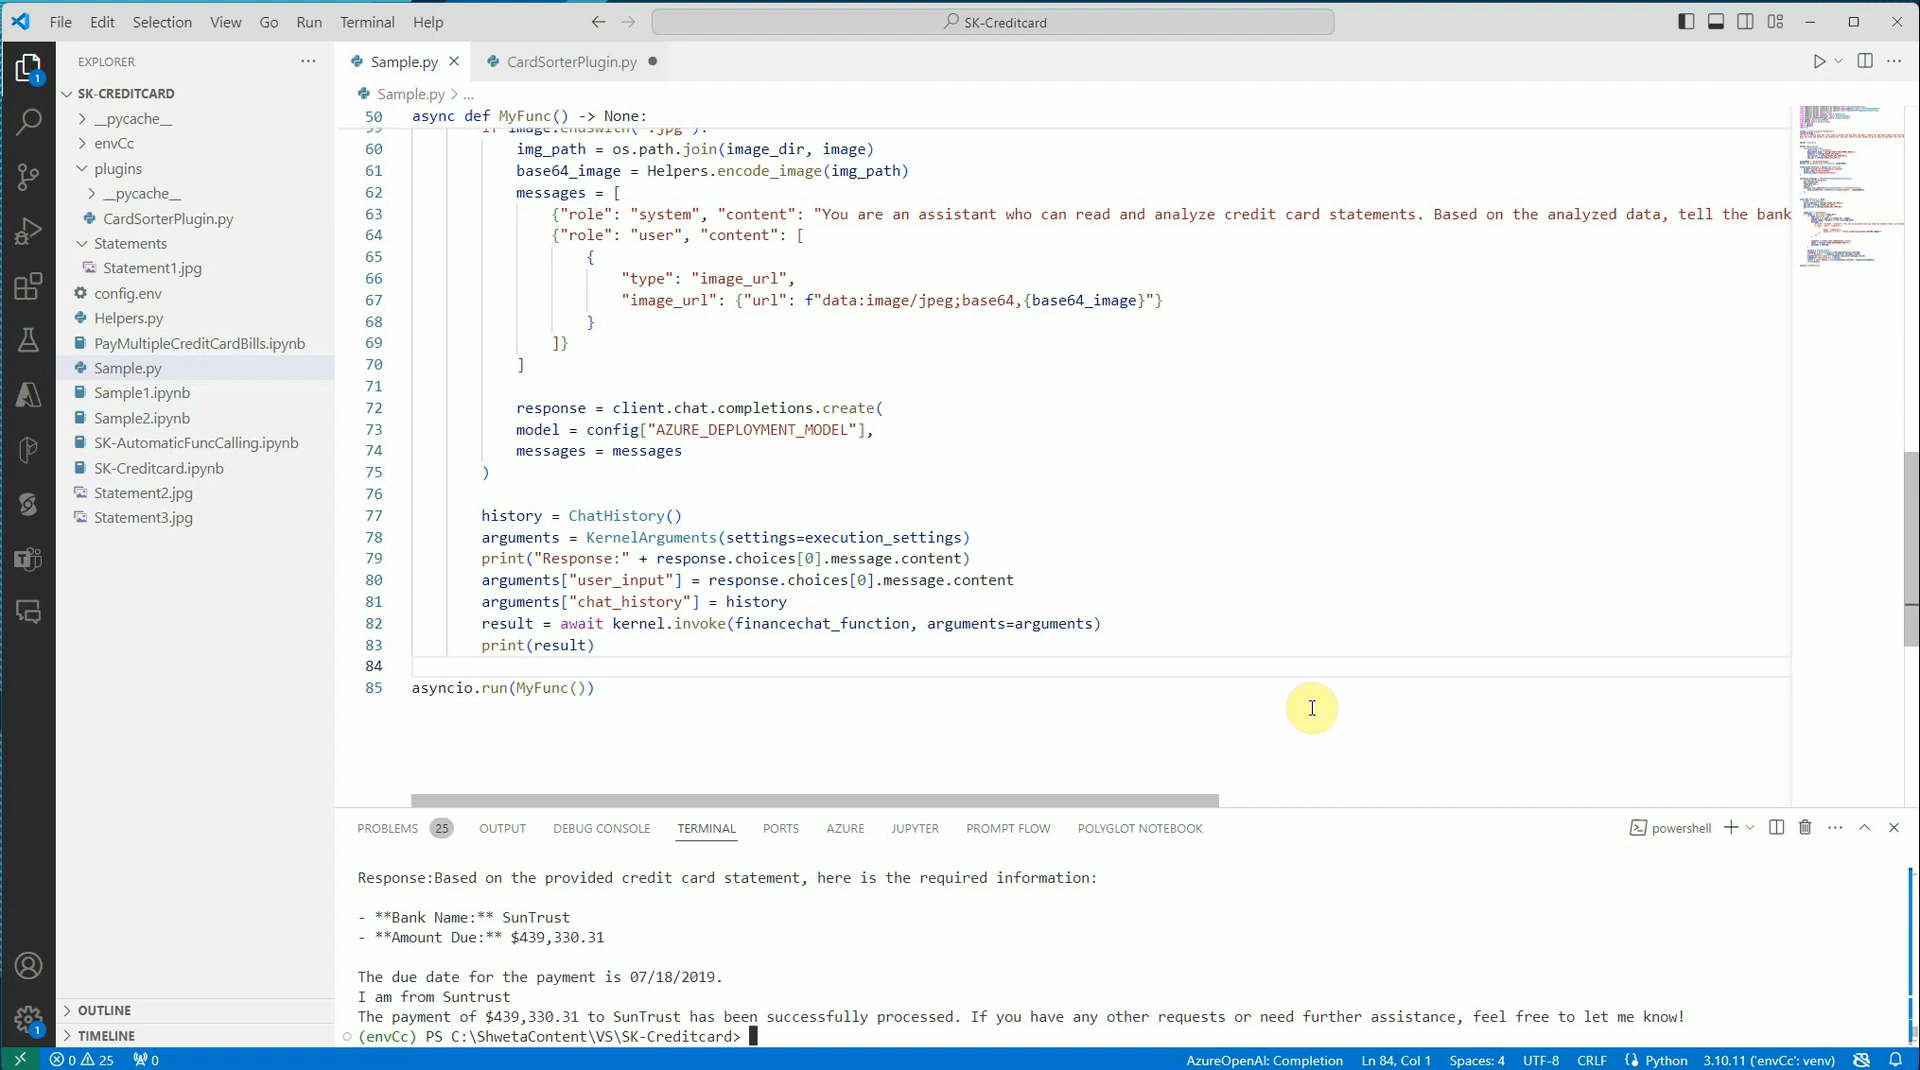 File Edit Selection View Go Run Terminal Help
SK-Creditcard
EXPLORER
Sample.py
CardSorterPlugin.py
SK-CREDITCARD
Sample.py > ...
__pycache__
envCc
plugins
__pycache__
CardSorterPlugin.py
Statements
Statement1.jpg
config.env
Helpers.py
PayMultipleCreditCardBills.ipynb
Sample.py
Sample1.ipynb
Sample2.ipynb
SK-AutomaticFuncCalling.ipynb
SK-Creditcard.ipynb
Statement2.jpg
Statement3.jpg
OUTLINE
TIMELINE
50 async def MyFunc() -> None:
59 if image.endswith(".jpg"):
60 img_path = os.path.join(image_dir, image)
61 base64_image = Helpers.encode_image(img_path)
62 messages = [
63 {"role": "system", "content": "You are an assistant who can read and analyze credit card statements. Based on the analyzed data, tell the bank
64 {"role": "user", "content": [
65 {
66 "type": "image_url",
67 "image_url": {"url": f"data:image/jpeg;base64,{base64_image}"}
68 }
69 ]}
70 ]
71
72 response = client.chat.completions.create(
73 model = config["AZURE_DEPLOYMENT_MODEL"],
74 messages = messages
75 )
76
77 history = ChatHistory()
78 arguments = KernelArguments(settings=execution_settings)
79 print("Response:" + response.choices[0].message.content)
80 arguments["user_input"] = response.choices[0].message.content
81 arguments["chat_history"] = history
82 result = await kernel.invoke(financechat_function, arguments=arguments)
83 print(result)
84
85 asyncio.run(MyFunc())
PROBLEMS 25 OUTPUT DEBUG CONSOLE TERMINAL PORTS AZURE JUPYTER PROMPT FLOW POLYGLOT NOTEBOOK
powershell
Response:Based on the provided credit card statement, here is the required information:
- **Bank Name:** SunTrust
- **Amount Due:** $439,330.31
The due date for the payment is 07/18/2019.
I am from Suntrust
The payment of $439,330.31 to SunTrust has been successfully processed. If you have any other requests or need further assistance, feel free to let me know!
(envCc) PS C:\ShwetaContent\VS\SK-Creditcard>
1
1
0 25 0
AzureOpenAI: Completion Ln 84, Col 1 Spaces: 4 UTF-8 CRLF Python 3.10.11 ('envCc': venv)